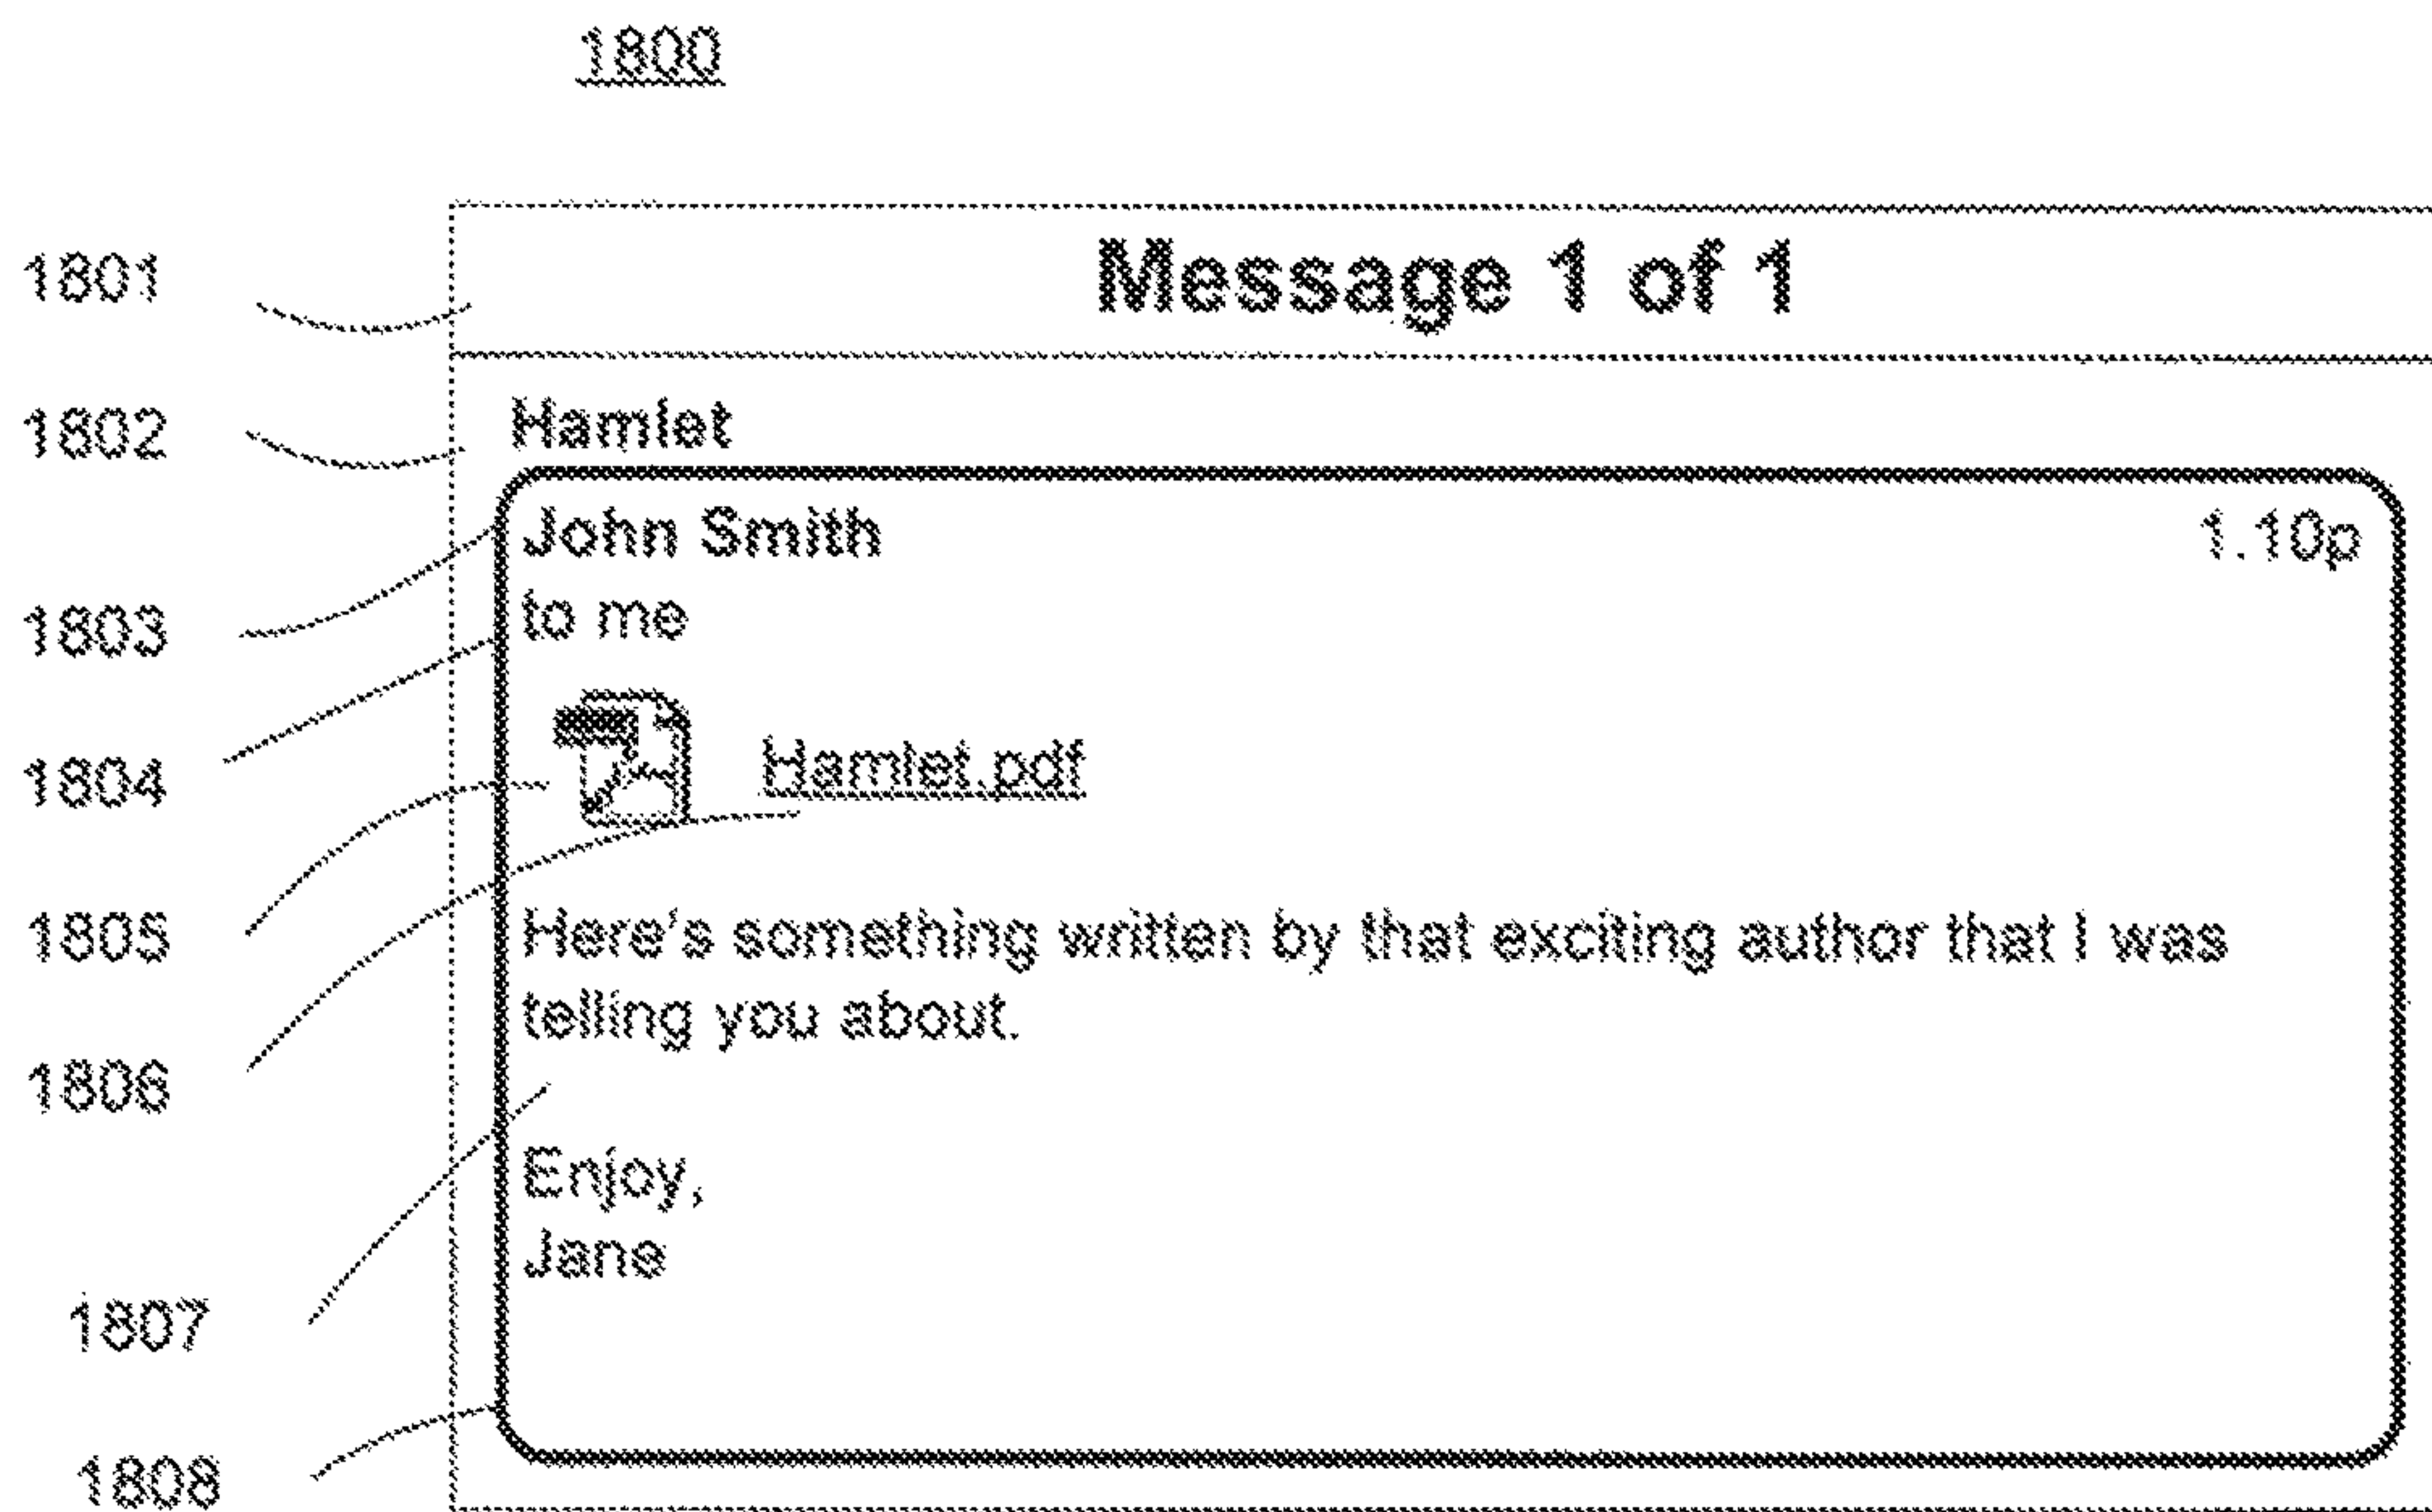 1800
1801
Message 1 of 1
1802
Hamlet
1803
John Smith 1.10p
to me
1804
Hamlet.pdf
1805
Here's something written by that exciting author that I was
telling you about.
1806
Enjoy,
Jane
1807
1808